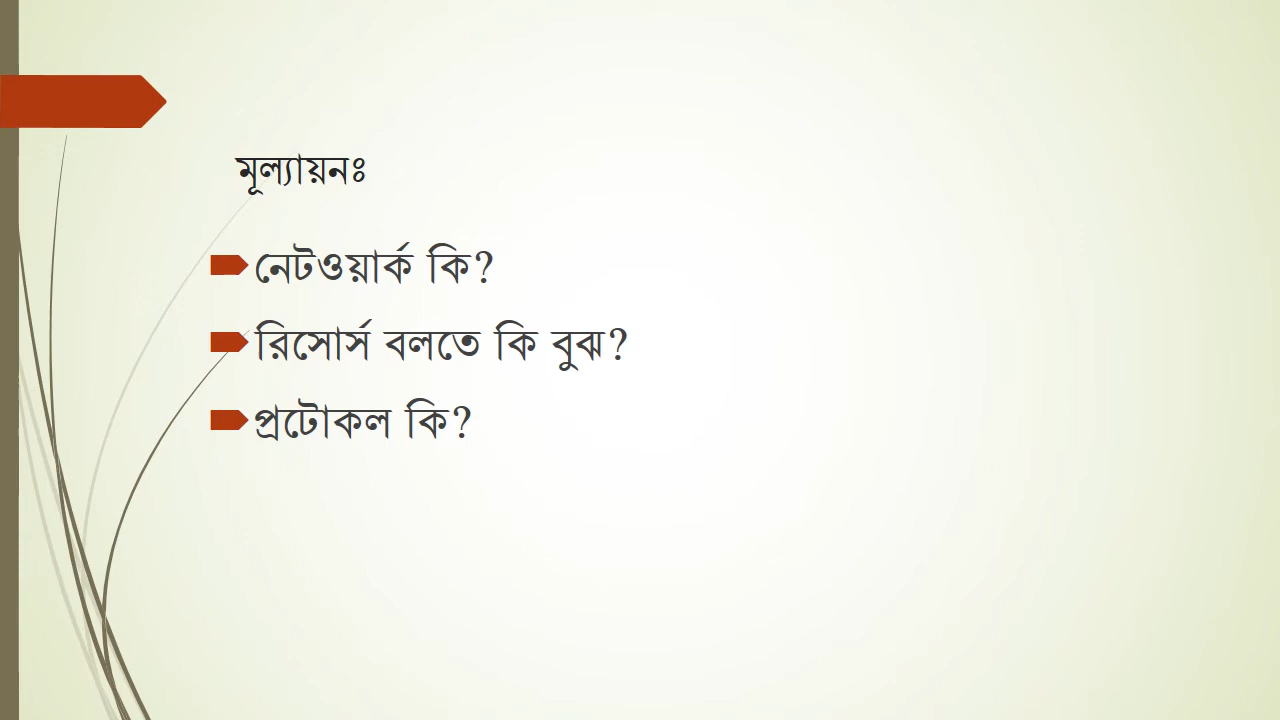 মূল্যায়নঃ
নেটওয়ার্ক কি?
রিসোর্স বলতে কি বুঝ?
প্রটোকল কি?